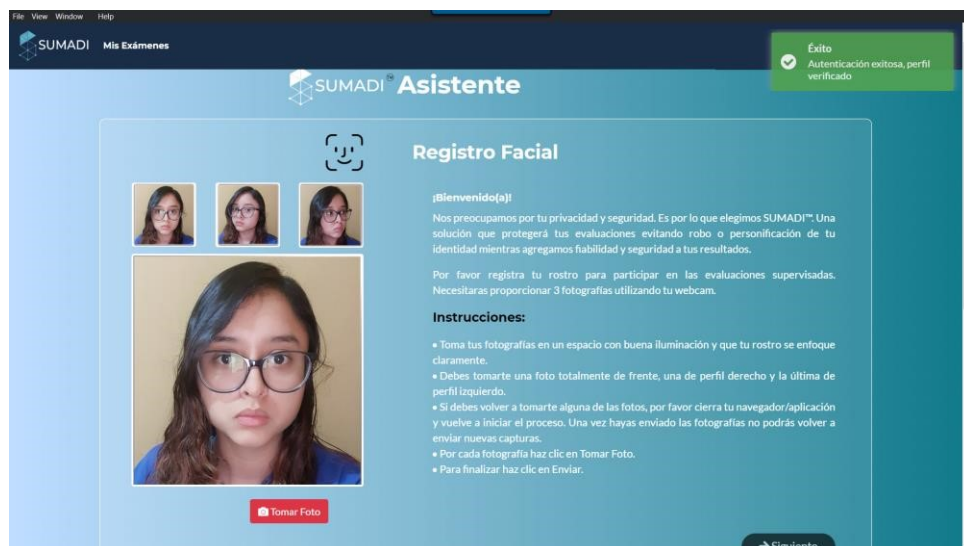 File View Window Help
SUMADI Mis Exámenes
Éxito
Autenticación exitosa, perfil
verificado
SUMADI™ Asistente
Registro Facial
¡Bienvenido(a)!
Nos preocupamos por tu privacidad y seguridad. Es por lo que elegimos SUMADI™. Una
solución que protegerá tus evaluaciones evitando robo o personificación de tu
identidad mientras agregamos fiabilidad y seguridad a tus resultados.
Por favor registra tu rostro para participar en las evaluaciones supervisadas.
Necesitaras proporcionar 3 fotografías utilizando tu webcam.
Instrucciones:
• Toma tus fotografías en un espacio con buena iluminación y que tu rostro se enfoque
claramente.
• Debes tomarte una foto totalmente de frente, una de perfil derecho y la última de
perfil izquierdo.
• Si debes volver a tomarte alguna de las fotos, por favor cierra tu navegador/aplicación
y vuelve a iniciar el proceso. Una vez hayas enviado las fotografías no podrás volver a
enviar nuevas capturas.
• Por cada fotografía haz clic en Tomar Foto.
• Para finalizar haz clic en Enviar.
Tomar Foto
Siguiente